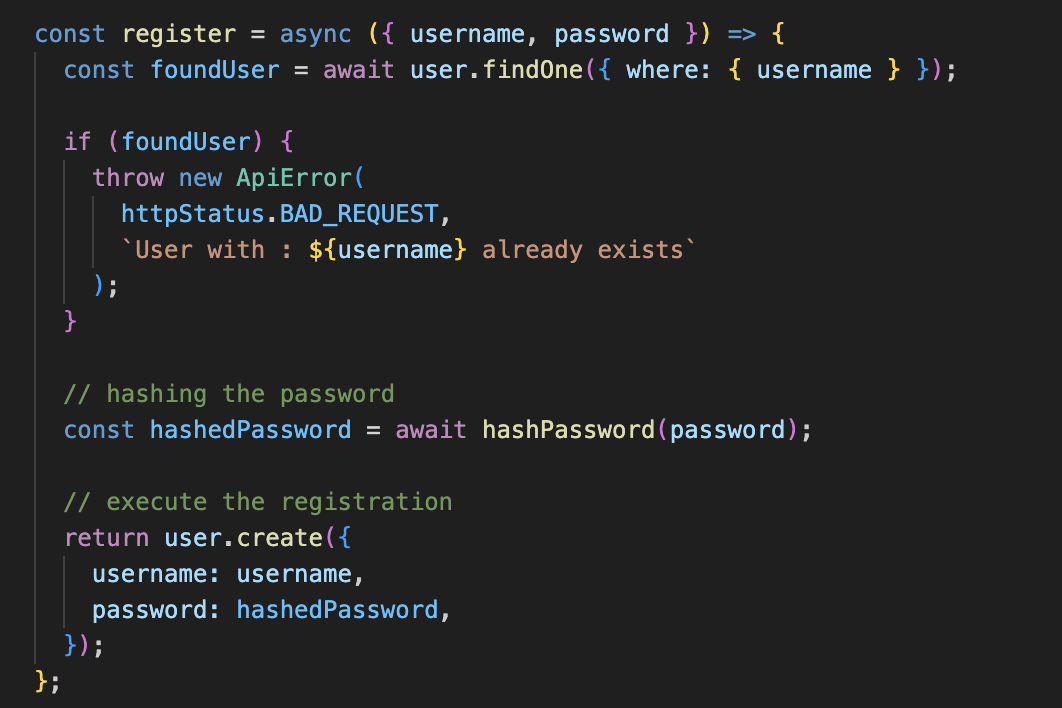 const register = async ({ username, password }) => {
  const foundUser = await user.findOne({ where: { username } });

  if (foundUser) {
    throw new ApiError(
      httpStatus.BAD_REQUEST,
      `User with : ${username} already exists`
    );
  }

  // hashing the password
  const hashedPassword = await hashPassword(password);

  // execute the registration
  return user.create({
    username: username,
    password: hashedPassword,
  });
};